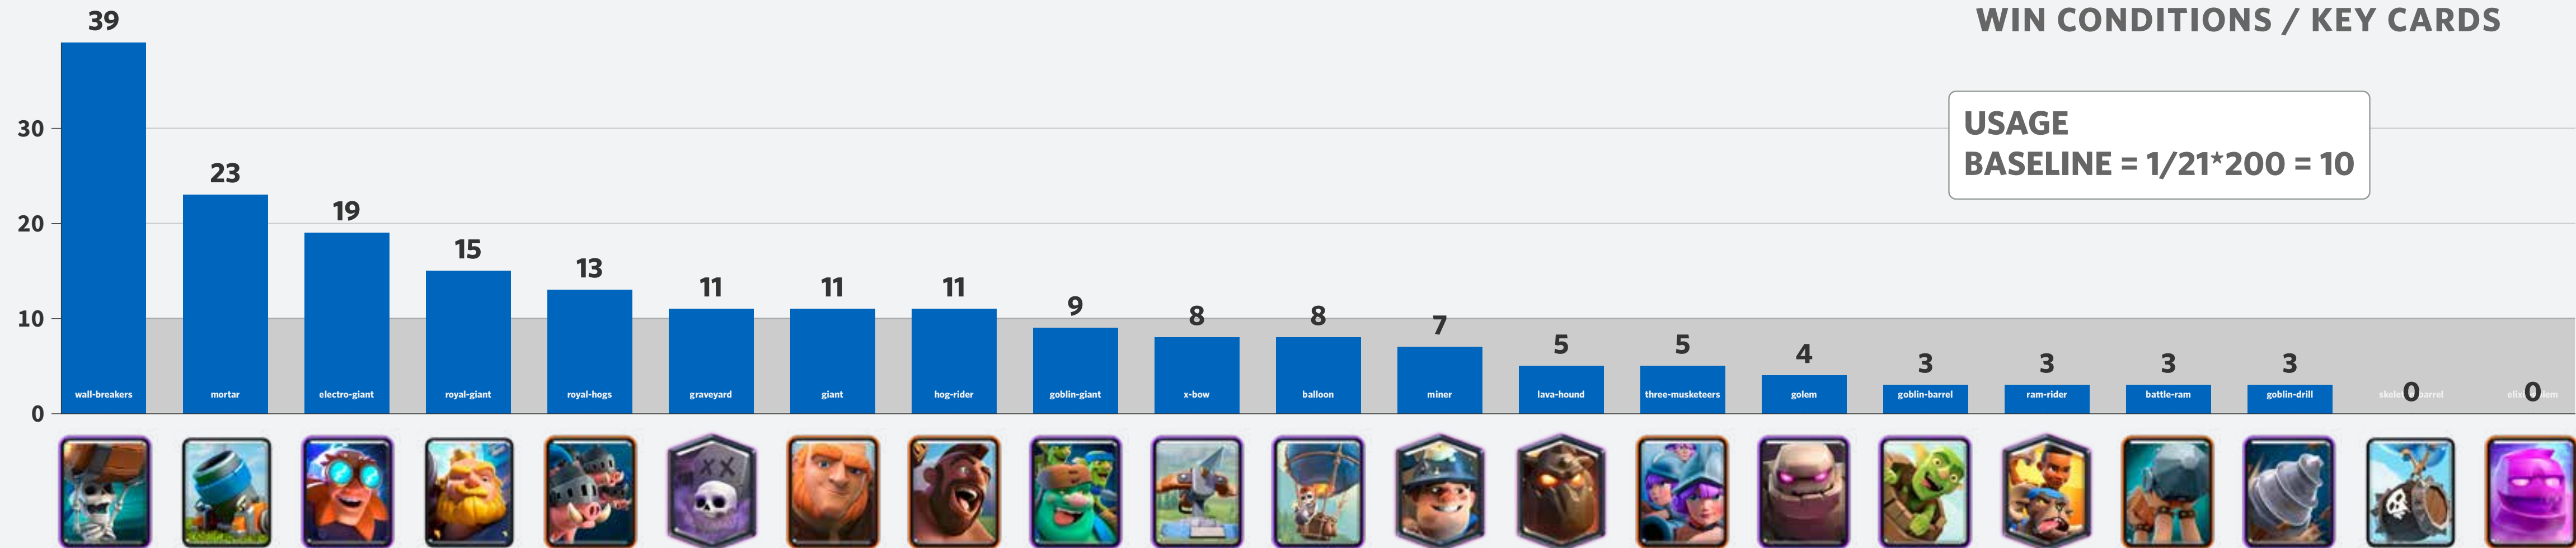 WIN CONDITIONS / KEY CARDS
USAGE
BASELINE = 1/21*200 = 10
30
20
10
0
39
23
19
15
13
11
11
11
9
8
8
7
5
5
4
3
3
3
3
0
0
wall-breakers
mortar
electro-giant
royal-giant
royal-hogs
graveyard
giant
hog-rider
goblin-giant
x-bow
balloon
miner
lava-hound
three-musketeers
golem
goblin-barrel
ram-rider
battle-ram
goblin-drill